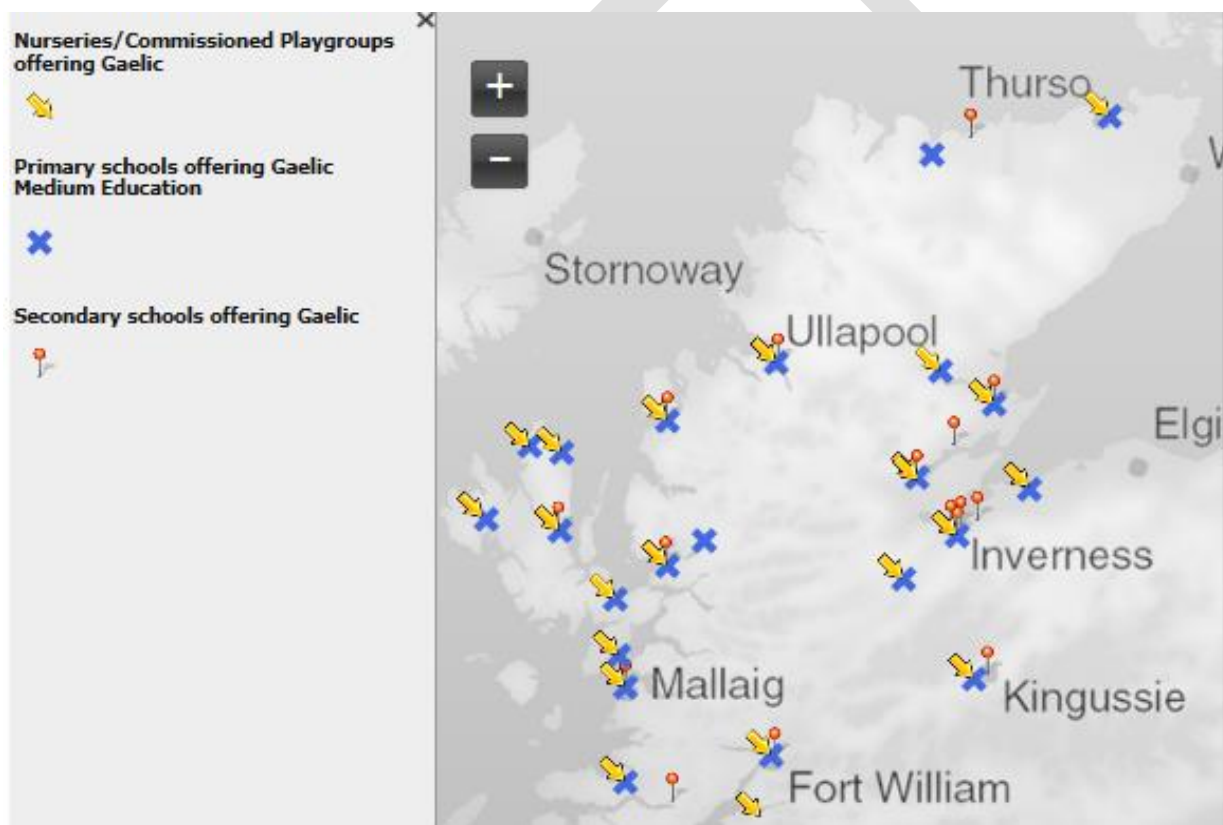 Nurseries/Commissioned Playgroups
offering Gaelic
Primary schools offering Gaelic
Medium Education
Secondary schools offering Gaelic
+
-
Thurso
Stornoway
Ullapool
Elgi
Inverness
Mallaig
Kingussie
Fort William